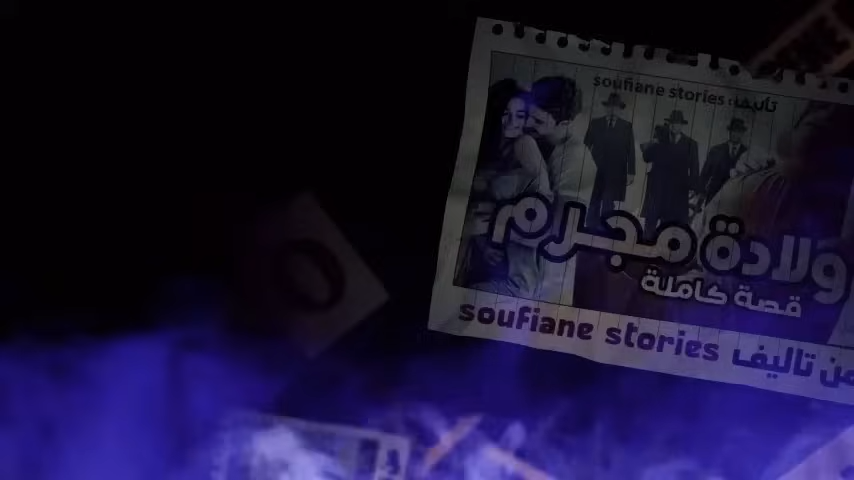 soufiane stories :تأليف
ولادة مجرم
قصة كاملة
من تاليف soufiane stories